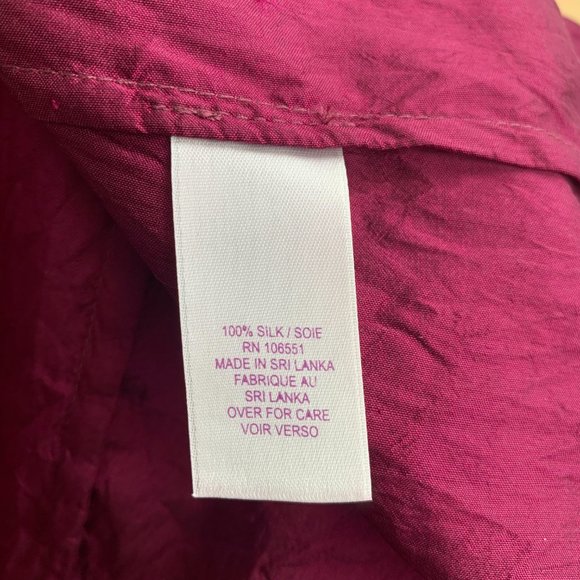 100% SILK / SOIE
RN 106551
MADE IN SRI LANKA
FABRIQUE AU
SRI LANKA
OVER FOR CARE
VOIR VERSO